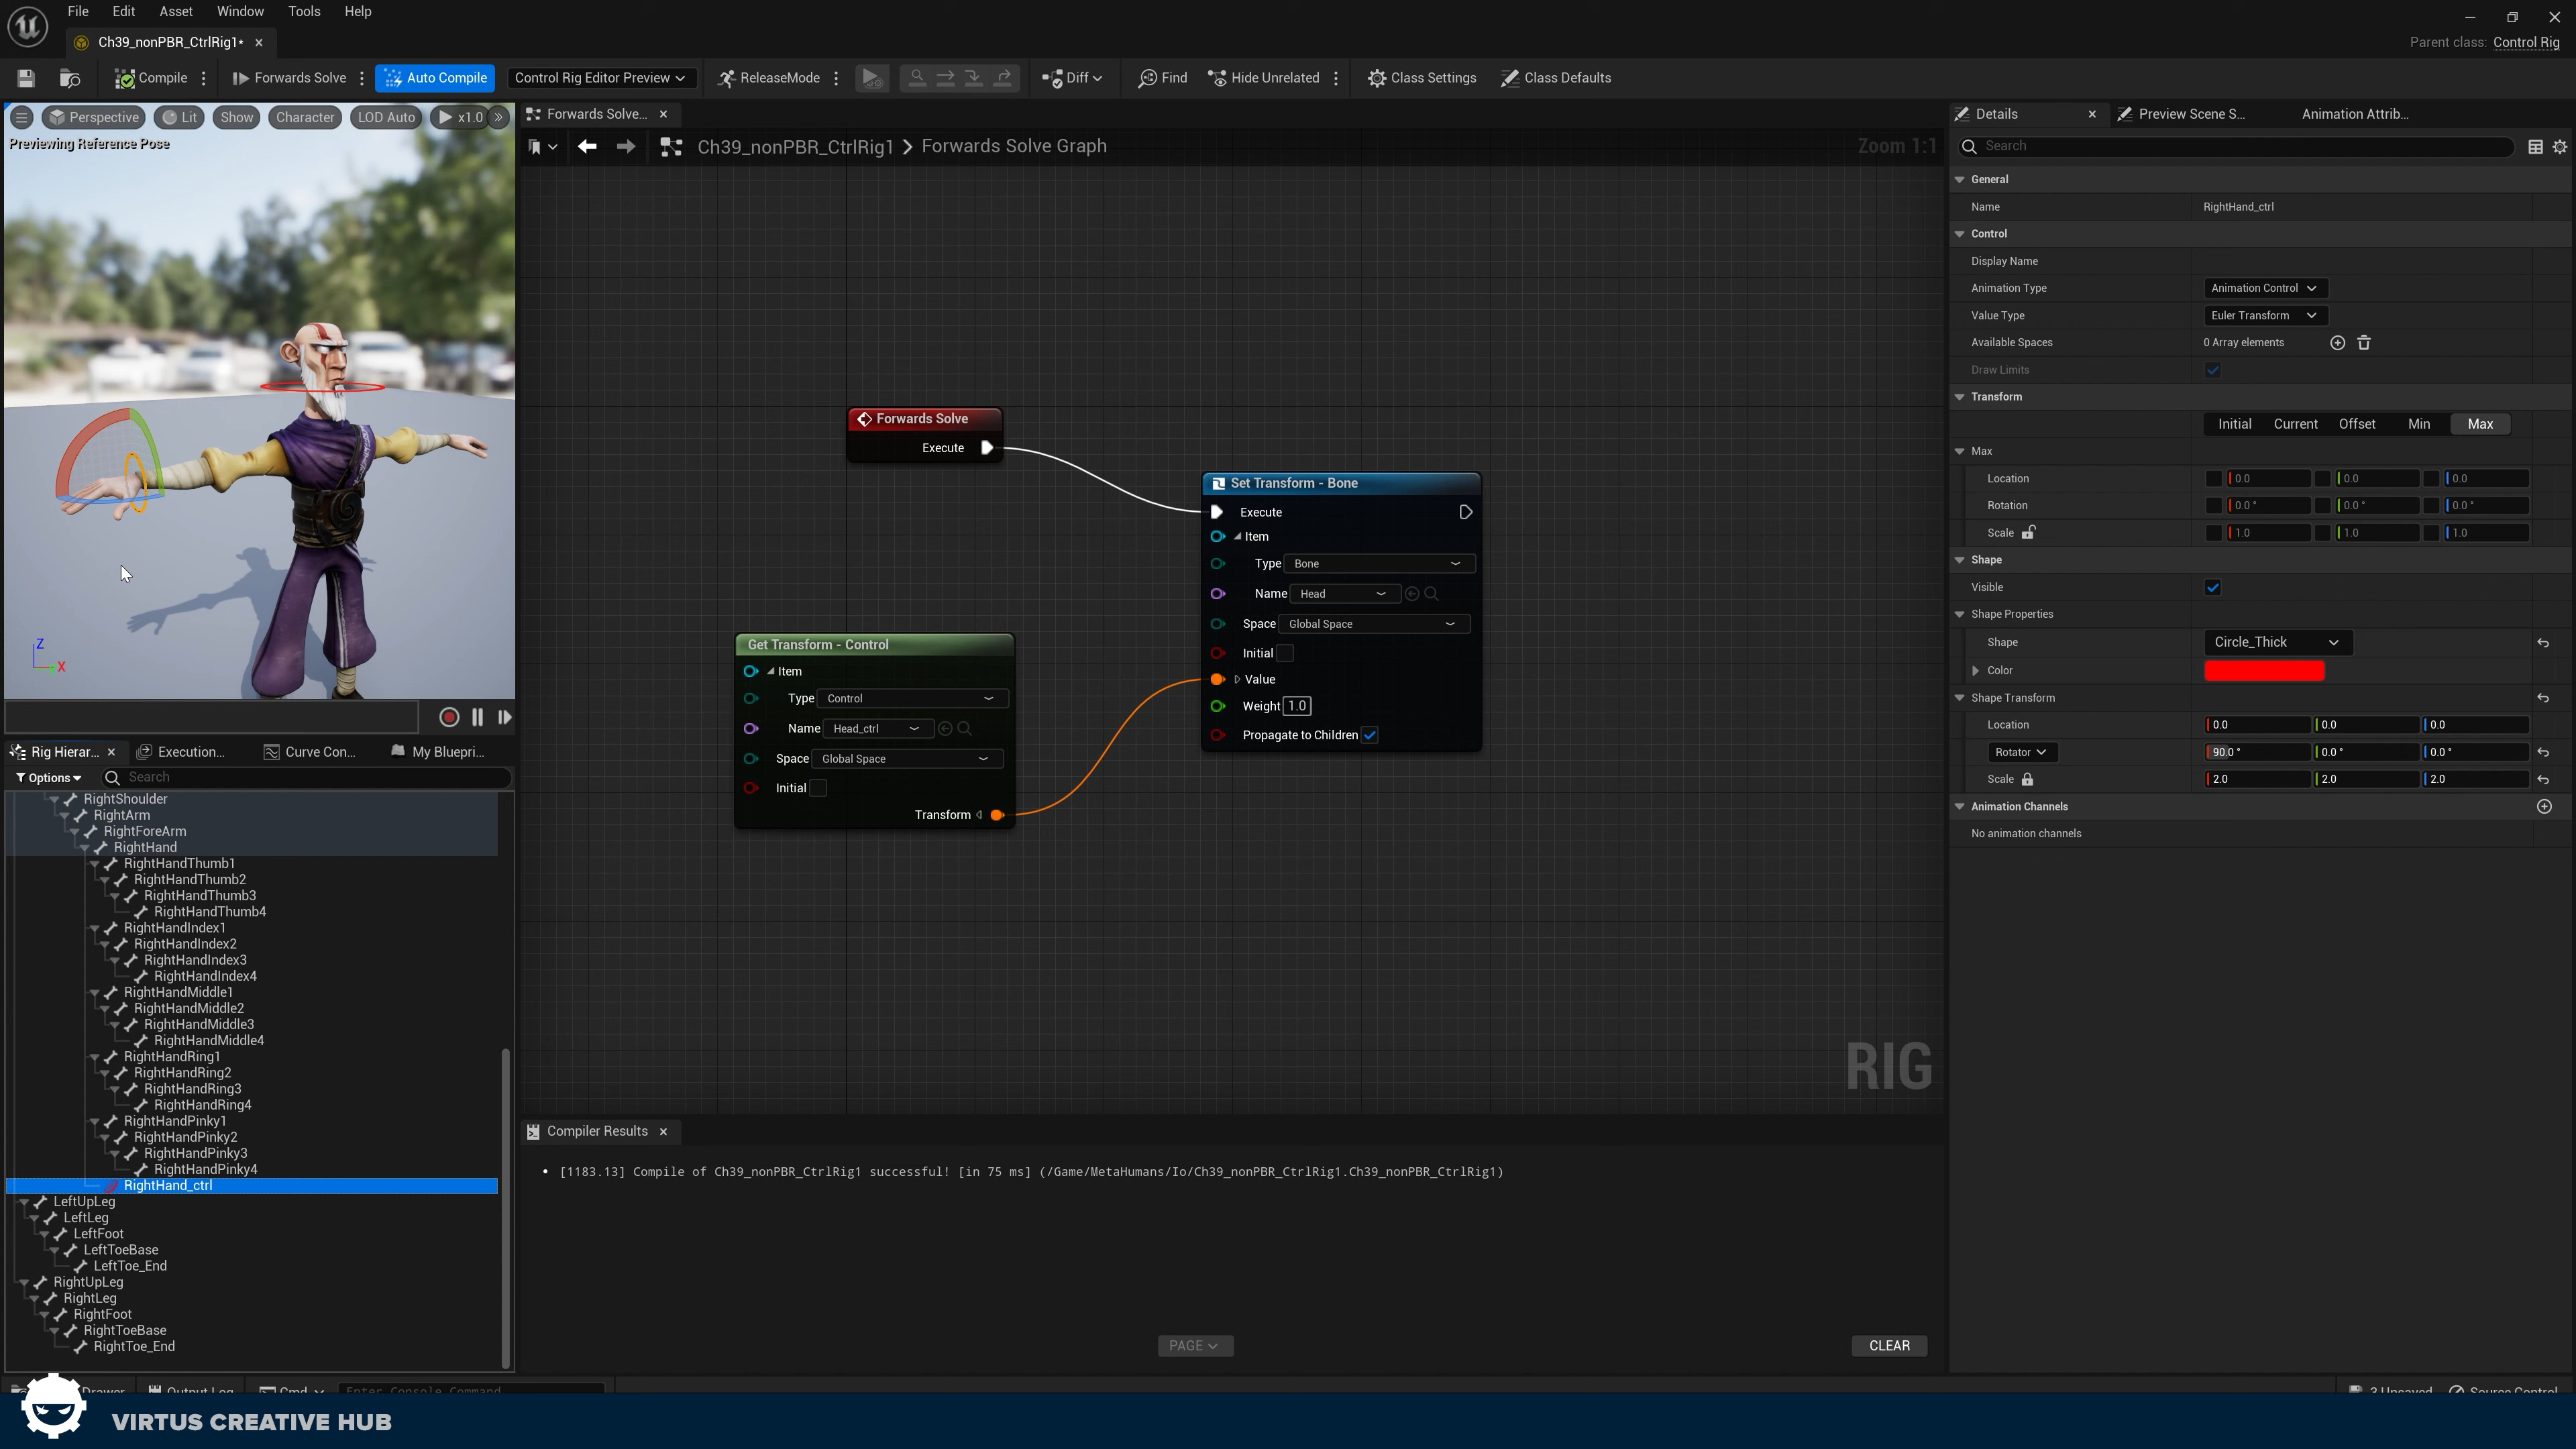 File Edit Asset Window Tools Help
Ch39_nonPBR_CtrlRig1*
Parent class: Control Rig
Compile Forwards Solve Auto Compile Control Rig Editor Preview ReleaseMode Diff Find Hide Unrelated Class Settings Class Defaults
Perspective Lit Show Character LOD Auto x1.0
Previewing Reference Pose
Z
X
Forwards Solve...
Ch39_nonPBR_CtrlRig1 > Forwards Solve Graph
Zoom 1:1
Forwards Solve
Execute
Set Transform - Bone
Execute
Item
Type Bone
Name Head
Space Global Space
Initial
Value
Weight 1.0
Propagate to Children
Get Transform - Control
Item
Type Control
Name Head_ctrl
Space Global Space
Initial
Transform
RIG
Rig Hierar... Execution... Curve Con... My Bluepri...
Options Search
RightShoulder
RightArm
RightForeArm
RightHand
RightHandThumb1
RightHandThumb2
RightHandThumb3
RightHandThumb4
RightHandIndex1
RightHandIndex2
RightHandIndex3
RightHandIndex4
RightHandMiddle1
RightHandMiddle2
RightHandMiddle3
RightHandMiddle4
RightHandRing1
RightHandRing2
RightHandRing3
RightHandRing4
RightHandPinky1
RightHandPinky2
RightHandPinky3
RightHandPinky4
RightHand_ctrl
LeftUpLeg
LeftLeg
LeftFoot
LeftToeBase
LeftToe_End
RightUpLeg
RightLeg
RightFoot
RightToeBase
RightToe_End
Compiler Results
• [1183.13] Compile of Ch39_nonPBR_CtrlRig1 successful! [in 75 ms] (/Game/MetaHumans/Io/Ch39_nonPBR_CtrlRig1.Ch39_nonPBR_CtrlRig1)
PAGE
CLEAR
Details Preview Scene S... Animation Attrib...
Search
General
Name RightHand_ctrl
Control
Display Name
Animation Type Animation Control
Value Type Euler Transform
Available Spaces 0 Array elements
Draw Limits
Transform
Initial Current Offset Min Max
Max
Location 0.0 0.0 0.0
Rotation 0.0 ° 0.0 ° 0.0 °
Scale 1.0 1.0 1.0
Shape
Visible
Shape Properties
Shape Circle_Thick
Color
Shape Transform
Location 0.0 0.0 0.0
Rotator 90.0 ° 0.0 ° 0.0 °
Scale 2.0 2.0 2.0
Animation Channels
No animation channels
Drawer Output Log Cmd Enter Console Command
3 Unsaved Source Control
VIRTUS CREATIVE HUB